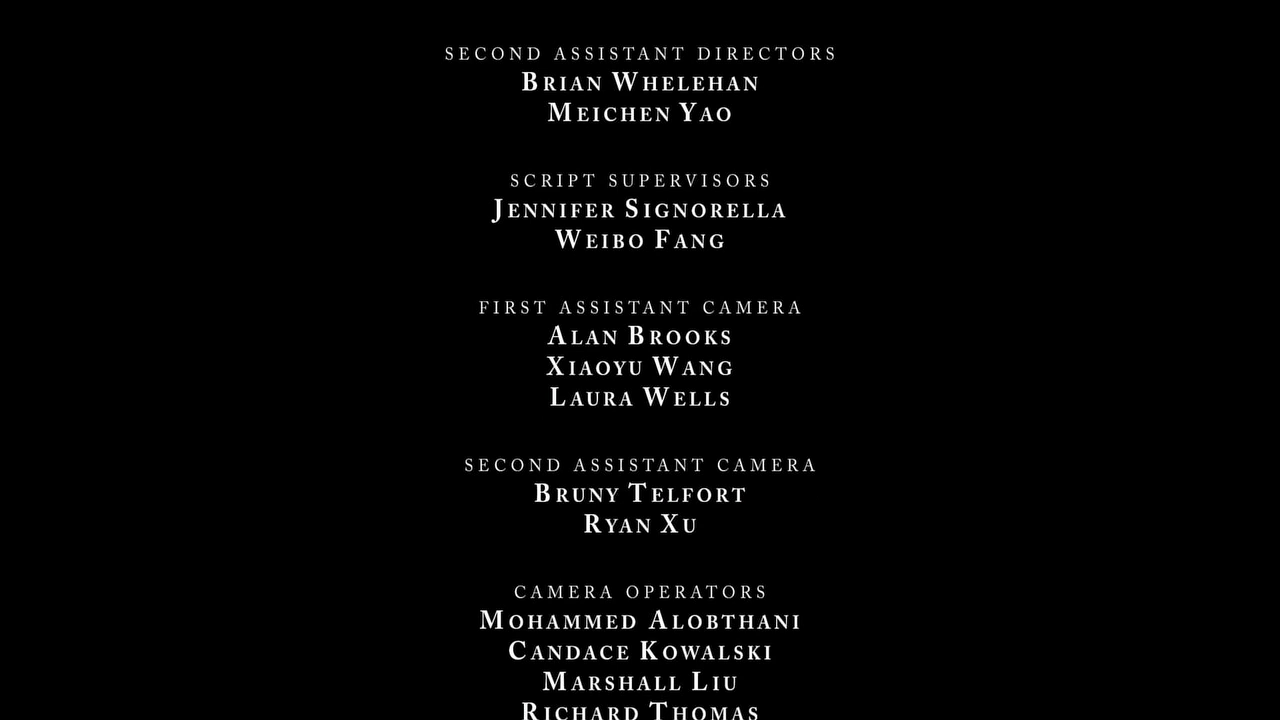 SECOND ASSISTANT DIRECTORS
BRIAN WHELEHAN
MEICHEN YAO
SCRIPT SUPERVISORS
JENNIFER SIGNORELLA
WEIBO FANG
FIRST ASSISTANT CAMERA
ALAN BROOKS
XIAOYU WANG
LAURA WELLS
SECOND ASSISTANT CAMERA
BRUNY TELFORT
RYAN XU
CAMERA OPERATORS
MOHAMMED ALOBTHANI
CANDACE KOWALSKI
MARSHALL LIU
RICHARD THOMAS